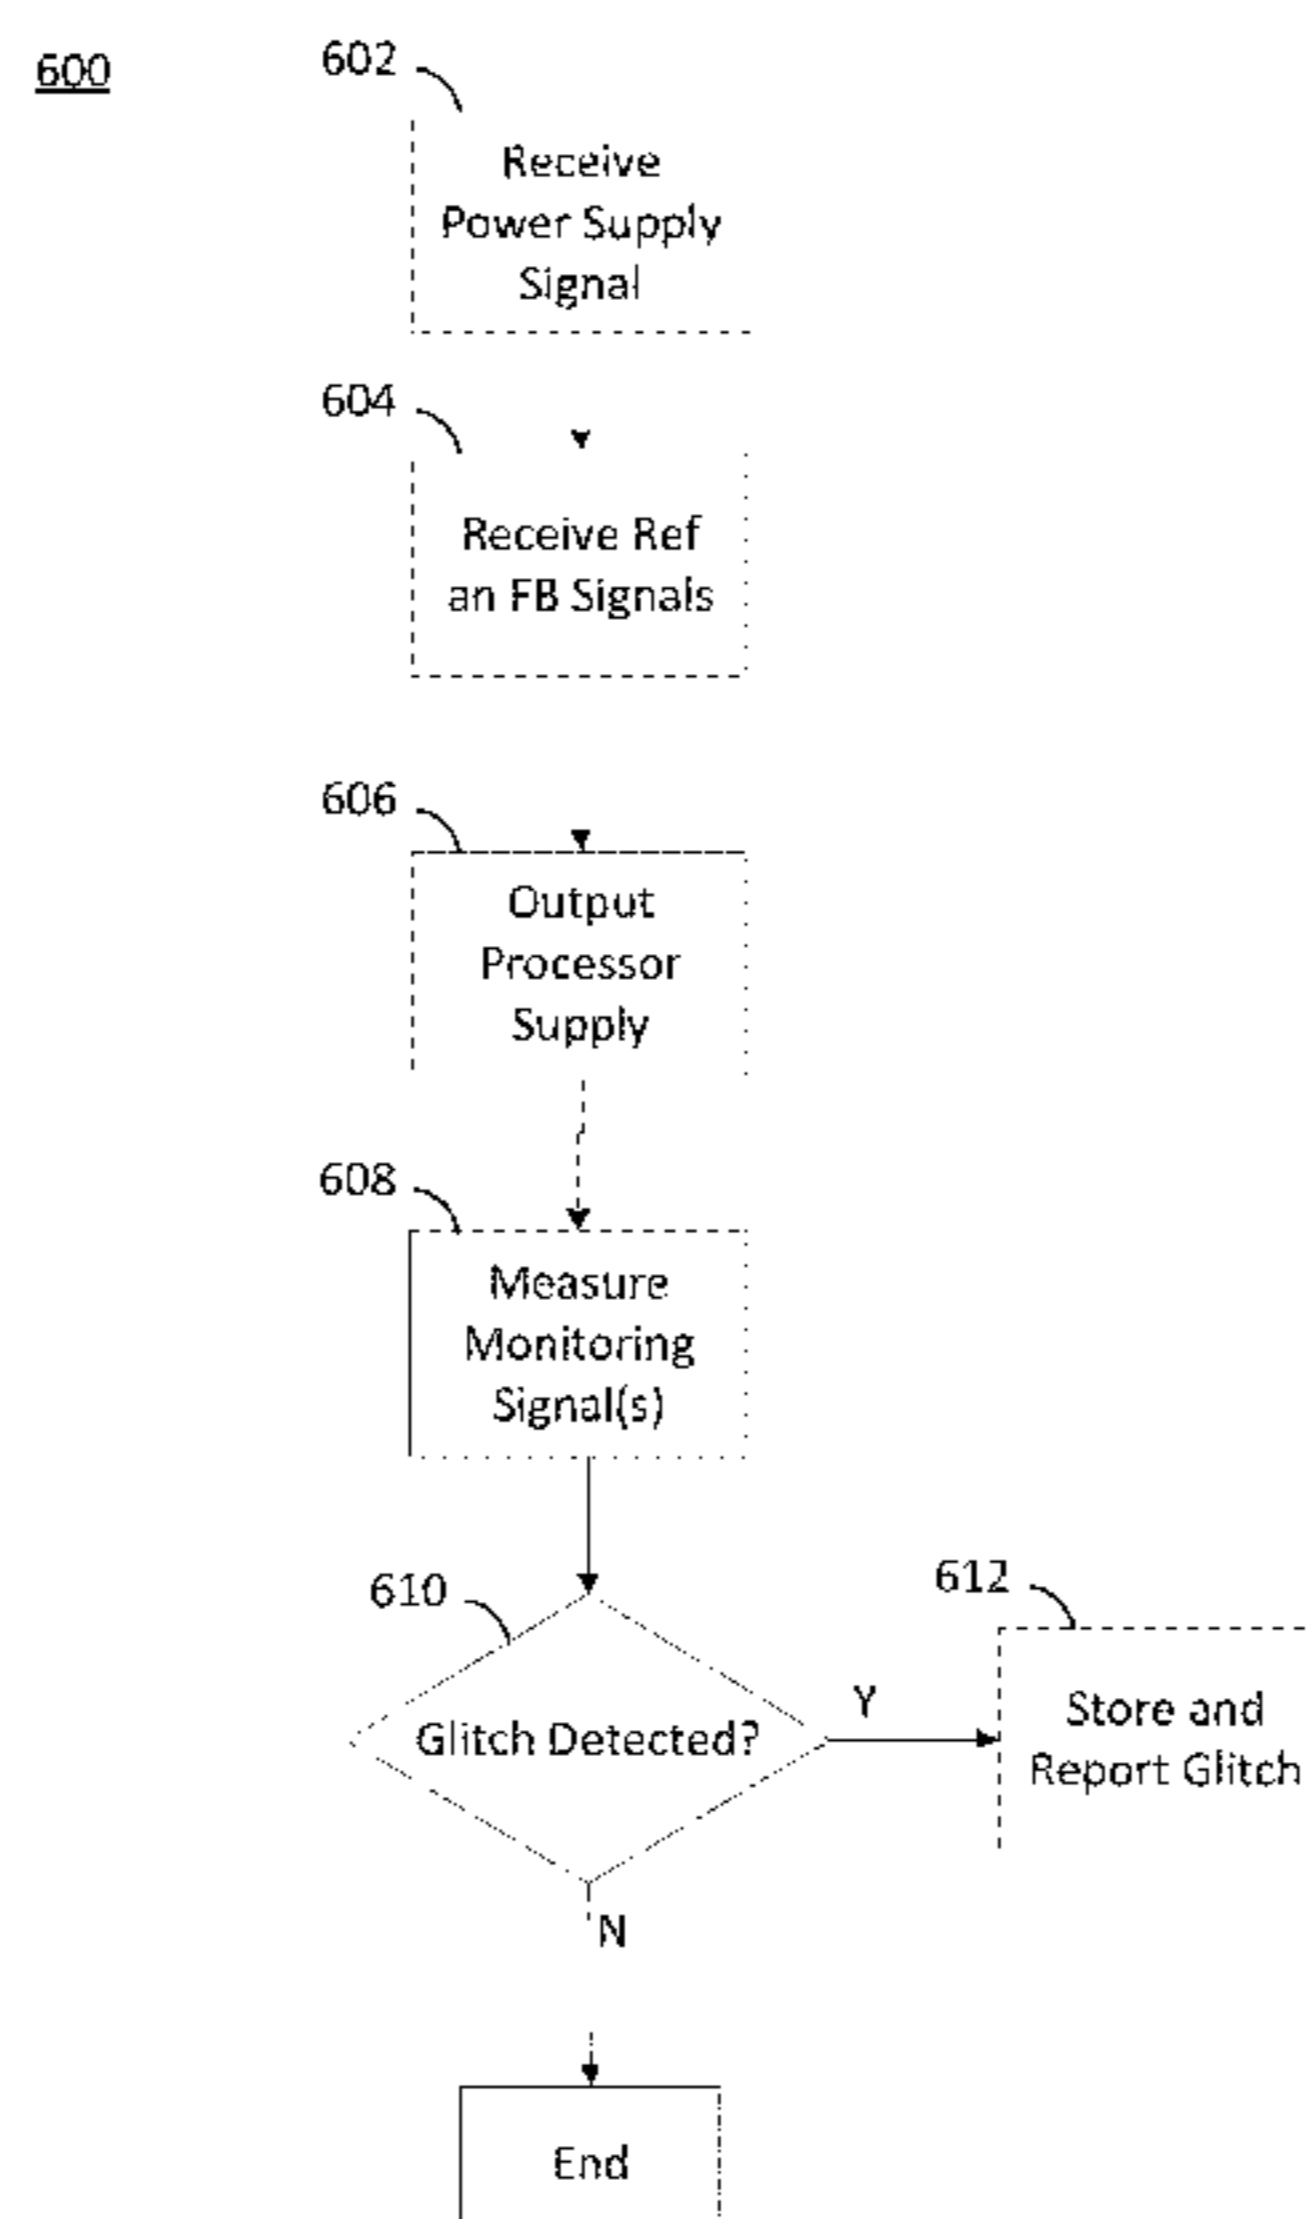 600
602
Receive
Power Supply
Signal
604
Receive Ref
an FB Signals
606
Output
Processor
Supply
608
Measure
Monitoring
Signal(s)
610
Glitch Detected?
Y
612
Store and
Report Glitch
N
End